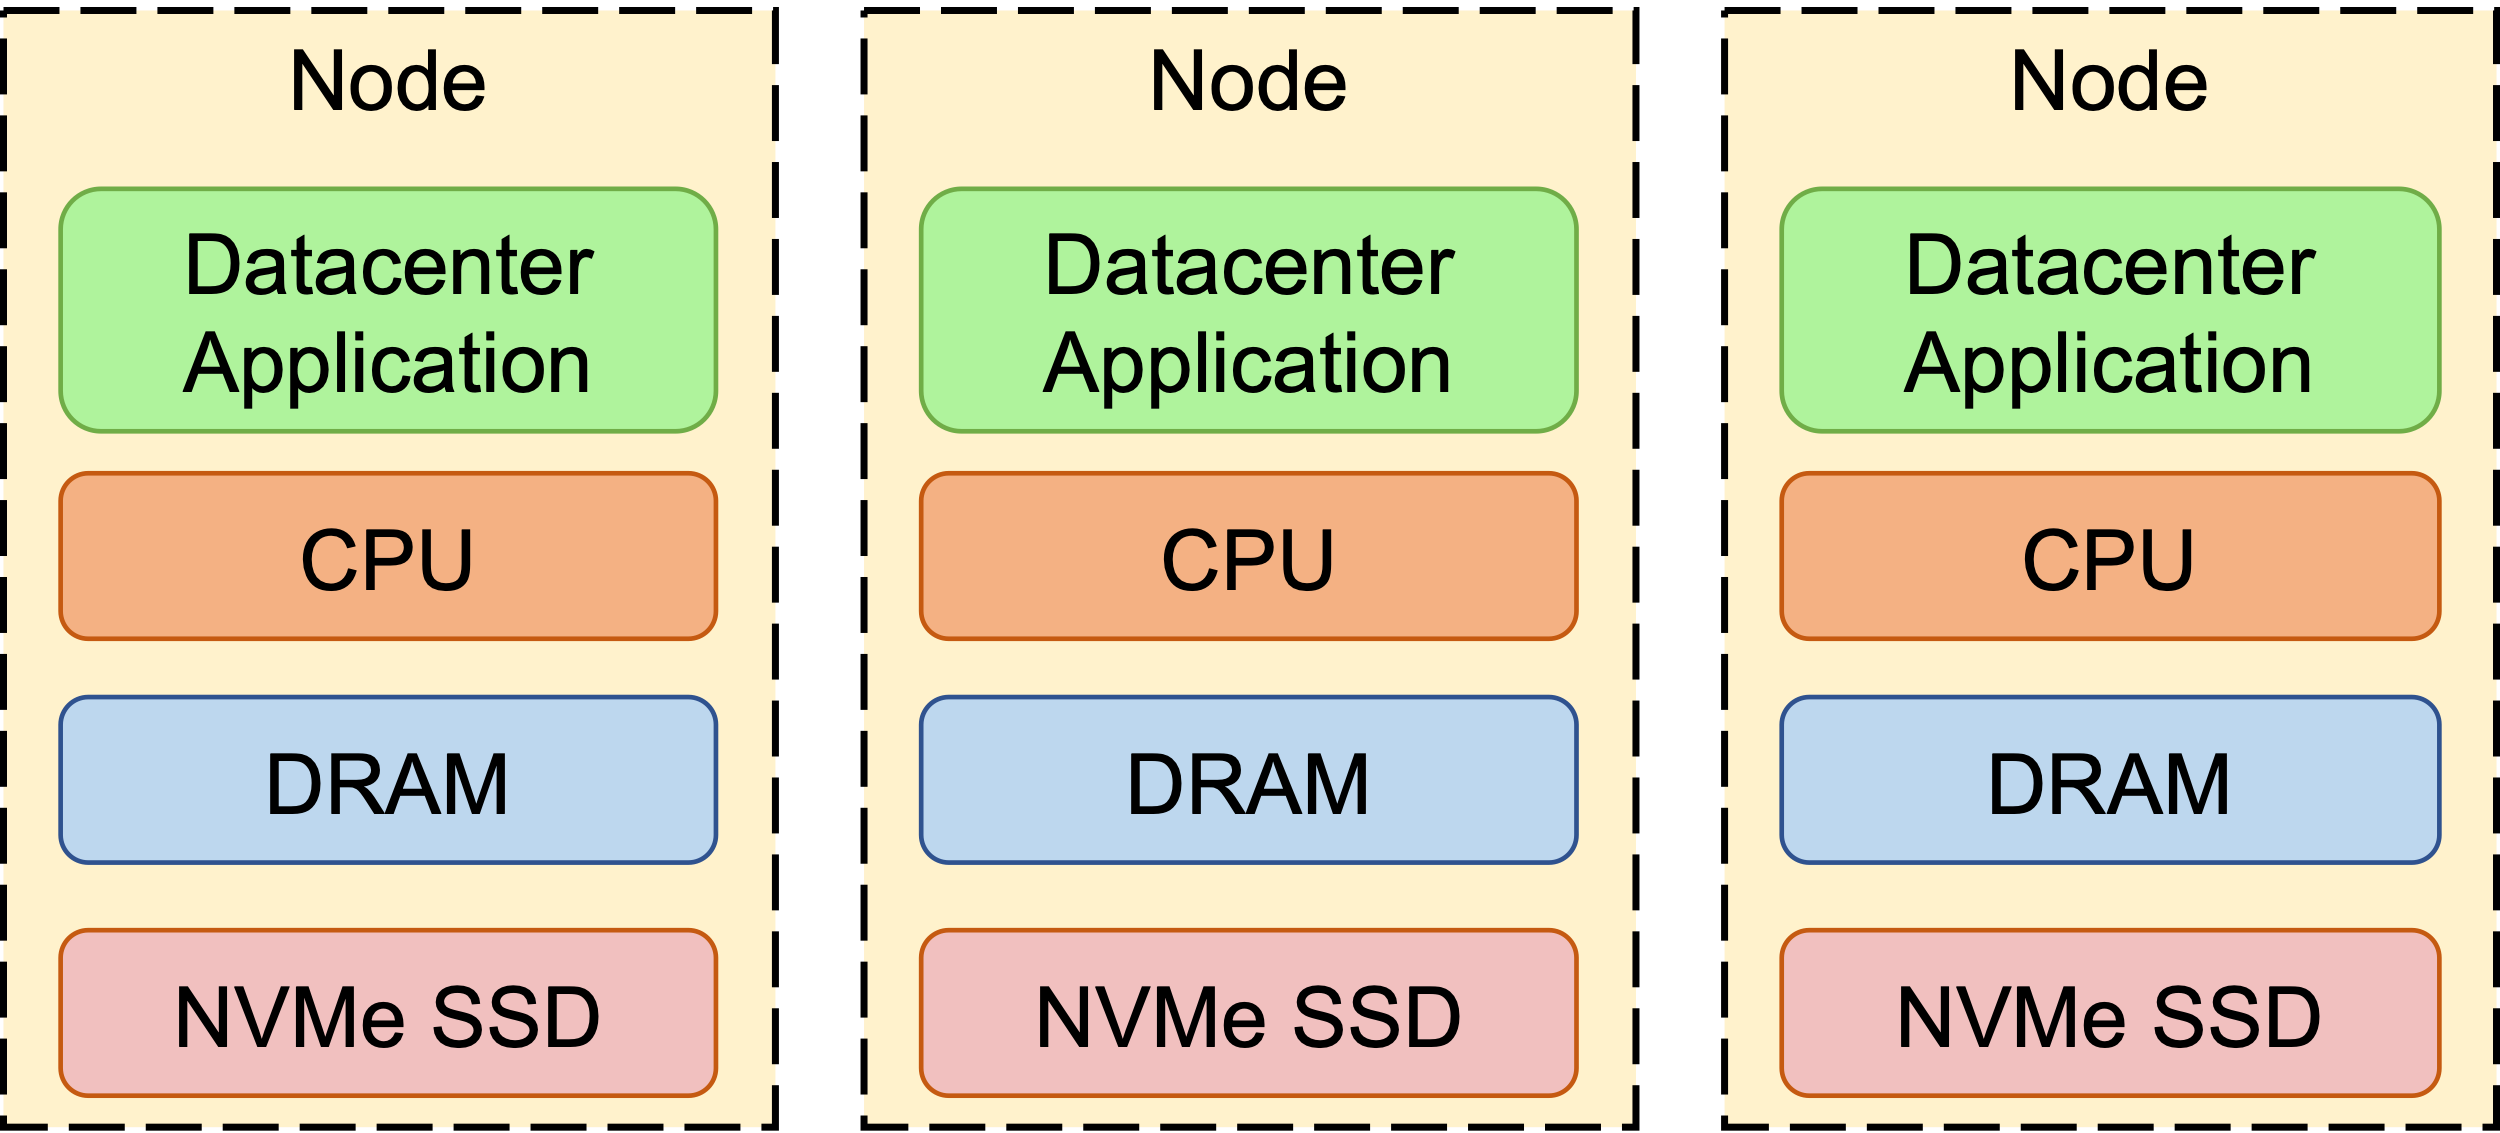 Node
Datacenter
Application
CPU
DRAM
NVMe SSD
Node
Datacenter
Application
CPU
DRAM
NVMe SSD
Node
Datacenter
Application
CPU
DRAM
NVMe SSD